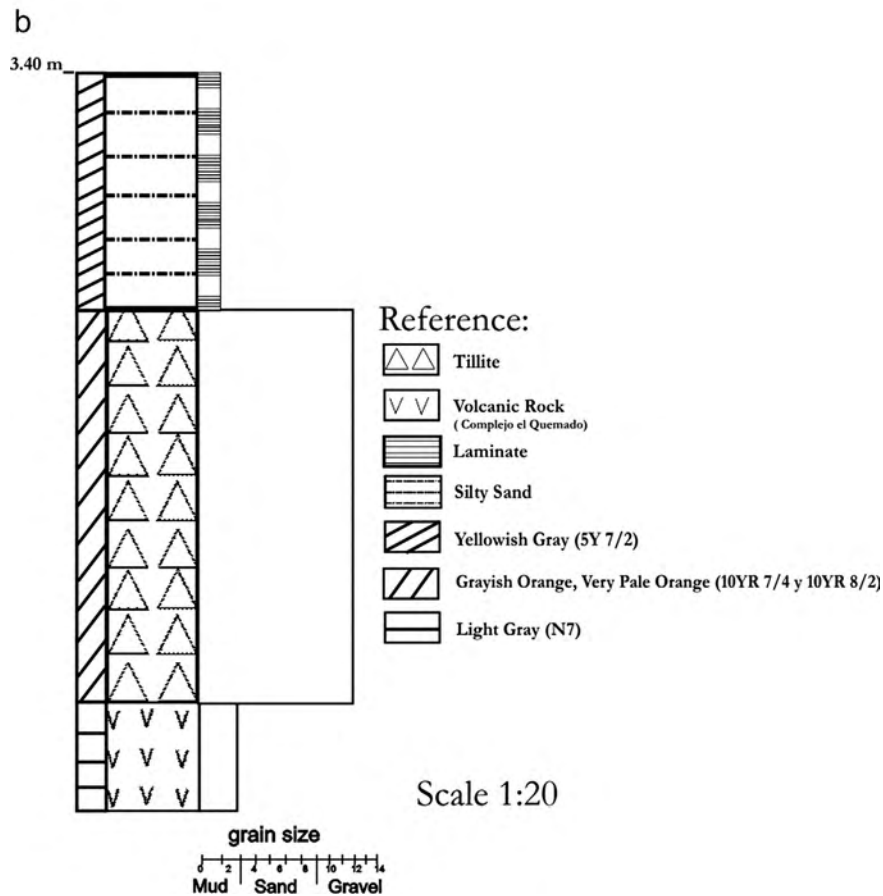 b
3.40 m
Reference:
Tillite
Volcanic Rock
( Complejo el Quemado)
Laminate
Silty Sand
Yellowish Gray (5Y 7/2)
Grayish Orange, Very Pale Orange (10YR 7/4 y 10YR 8/2)
Light Gray (N7)
Scale 1:20
grain size
0 2 4 6 8 10 12 14
Mud Sand Gravel